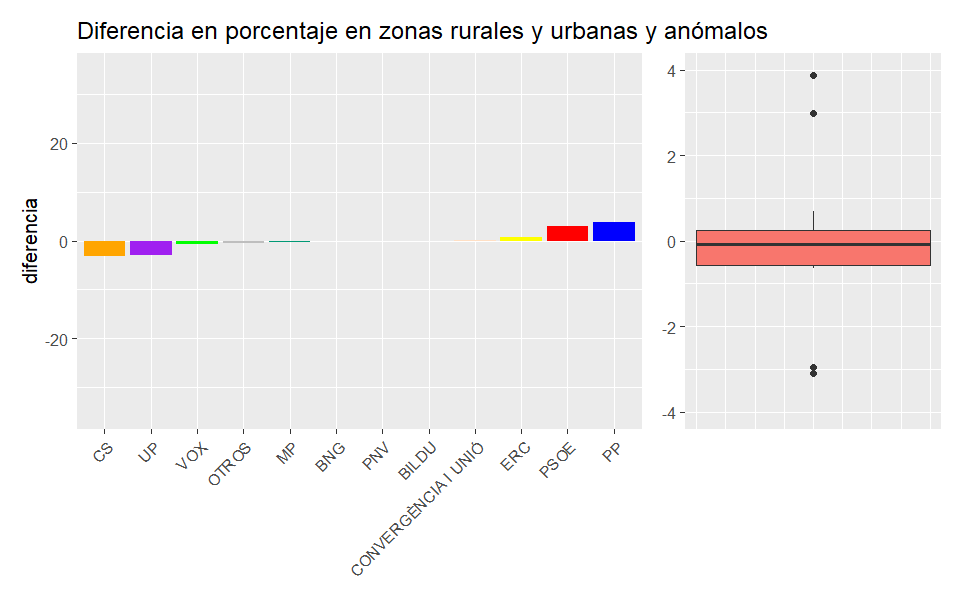 Diferencia en porcentaje en zonas rurales y urbanas y anómalos
diferencia
20
0
-20
CS
UP
VOX
OTROS
MP
BNG
PNV
BILDU
CONVERGÈNCIA I UNIÓ
ERC
PSOE
PP
4
2
0
-2
-4